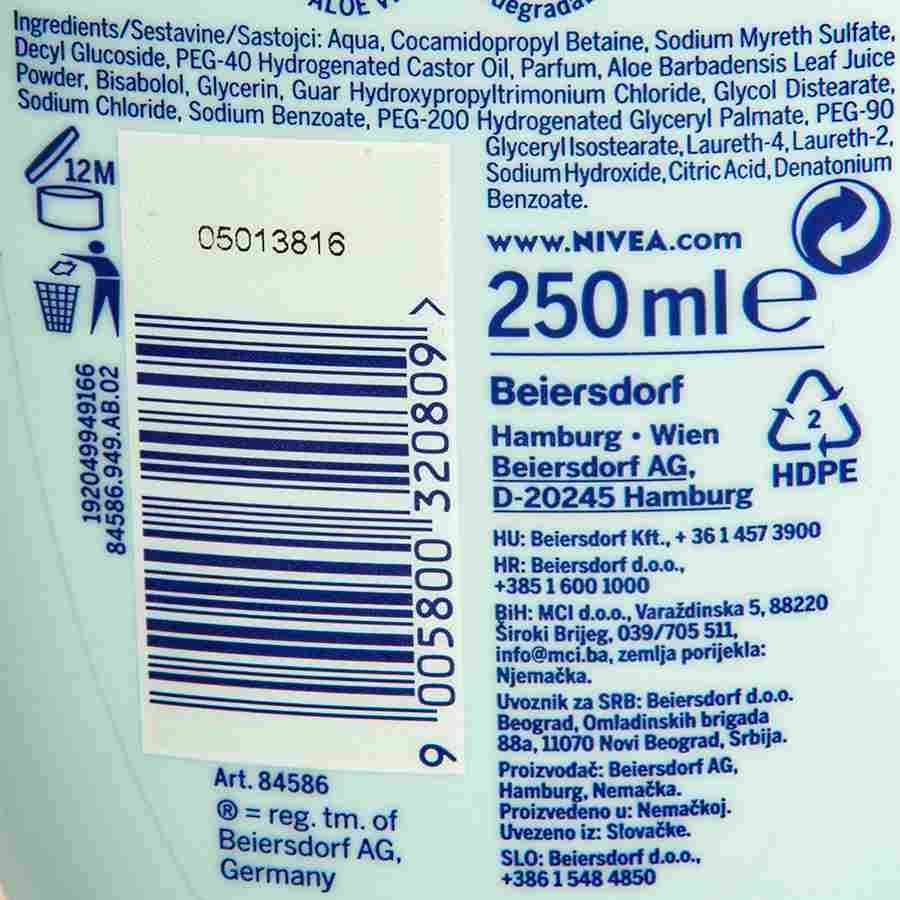 ALOE
degrada
Ingredients/Sestavine/Sastojci: Aqua, Cocamidopropyl Betaine, Sodium Myreth Sulfate,
Decyl Glucoside, PEG-40 Hydrogenated Castor Oil, Parfum, Aloe Barbadensis Leaf Juice
Powder, Bisabolol, Glycerin, Guar Hydroxypropyltrimonium Chloride, Glycol Distearate,
Sodium Chloride, Sodium Benzoate, PEG-200 Hydrogenated Glyceryl Palmate, PEG-90
Glyceryl Isostearate, Laureth-4, Laureth-2,
Sodium Hydroxide, Citric Acid, Denatonium
Benzoate.
12M
05013816
www.NIVEA.com
250 ml e
9 005800 320809 >
192049949166
84586.949.AB.02
Beiersdorf
Hamburg • Wien
Beiersdorf AG,
D-20245 Hamburg
2
HDPE
HU: Beiersdorf Kft., + 36 1 457 3900
HR: Beiersdorf d.o.o.,
+385 1 600 1000
BiH: MCI d.o.o., Varaždinska 5, 88220
Široki Brijeg, 039/705 511,
info@mci.ba, zemlja porijekla:
Njemačka.
Uvoznik za SRB: Beiersdorf d.o.o.
Beograd, Omladinskih brigada
88a, 11070 Novi Beograd, Srbija.
Proizvođač: Beiersdorf AG,
Hamburg, Nemačka.
Proizvedeno u: Nemačkoj.
Uvezeno iz: Slovačke.
SLO: Beiersdorf d.o.o.,
+386 1 548 4850
Art. 84586
® = reg. tm. of
Beiersdorf AG,
Germany